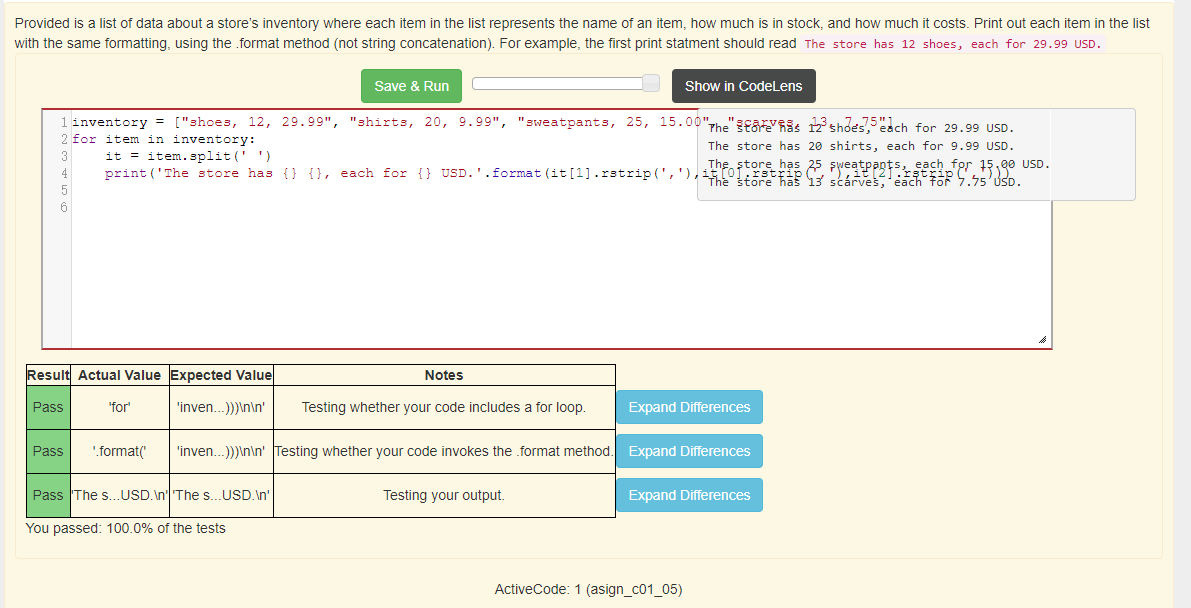 Provided is a list of data about a store's inventory where each item in the list represents the name of an item, how much is in stock, and how much it costs. Print out each item in the list
with the same formatting, using the .format method (not string concatenation). For example, the first print statment should read The store has 12 shoes, each for 29.99 USD.
Save & Run
Show in CodeLens
1 inventory = ["shoes, 12, 29.99", "shirts, 20, 9.99", "sweatpants, 25, 15.00", "scarves, 13, 7.75"]
2 for item in inventory:
3     it = item.split(' ')
4     print('The store has {} {}, each for {} USD.'.format(it[1].rstrip(','),it[0].rstrip(','),it[2].rstrip(',')))
5
6
The store has 12 shoes, each for 29.99 USD.
The store has 20 shirts, each for 9.99 USD.
The store has 25 sweatpants, each for 15.00 USD.
The store has 13 scarves, each for 7.75 USD.
Result Actual Value Expected Value Notes
Pass 'for' 'inven...)))\n\n' Testing whether your code includes a for loop. Expand Differences
Pass '.format(' 'inven...)))\n\n' Testing whether your code invokes the .format method. Expand Differences
Pass 'The s...USD.\n' 'The s...USD.\n' Testing your output. Expand Differences
You passed: 100.0% of the tests
ActiveCode: 1 (asign_c01_05)